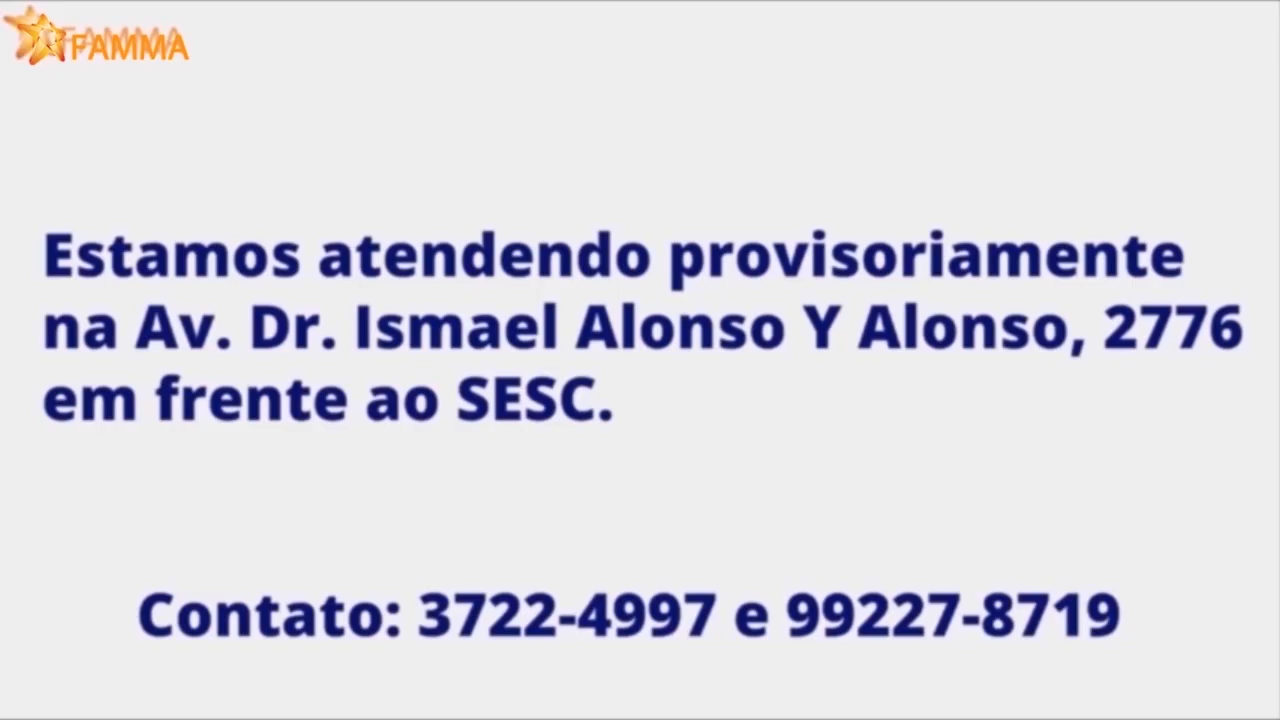 FAMMA
Estamos atendendo provisoriamente
na Av. Dr. Ismael Alonso Y Alonso, 2776
em frente ao SESC.
Contato: 3722-4997 e 99227-8719